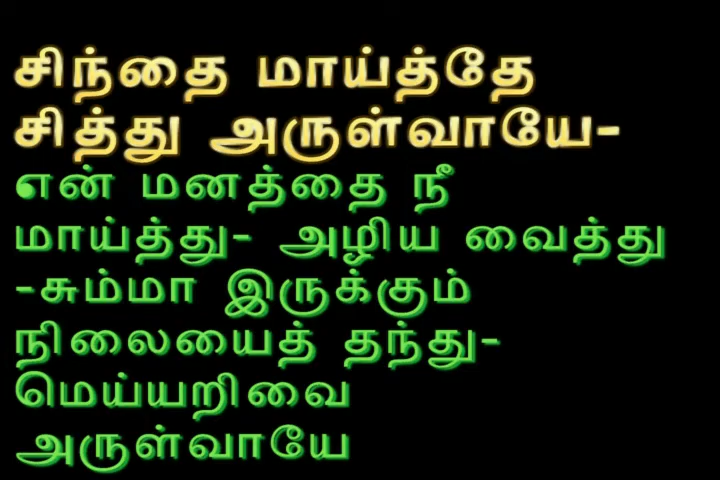 சிந்தை மாய்த்தே
சித்து அருள்வாயே-
என் மனத்தை நீ
மாய்த்து- அழிய வைத்து
-சும்மா இருக்கும்
நிலையைத் தந்து-
மெய்யறிவை
அருள்வாயே